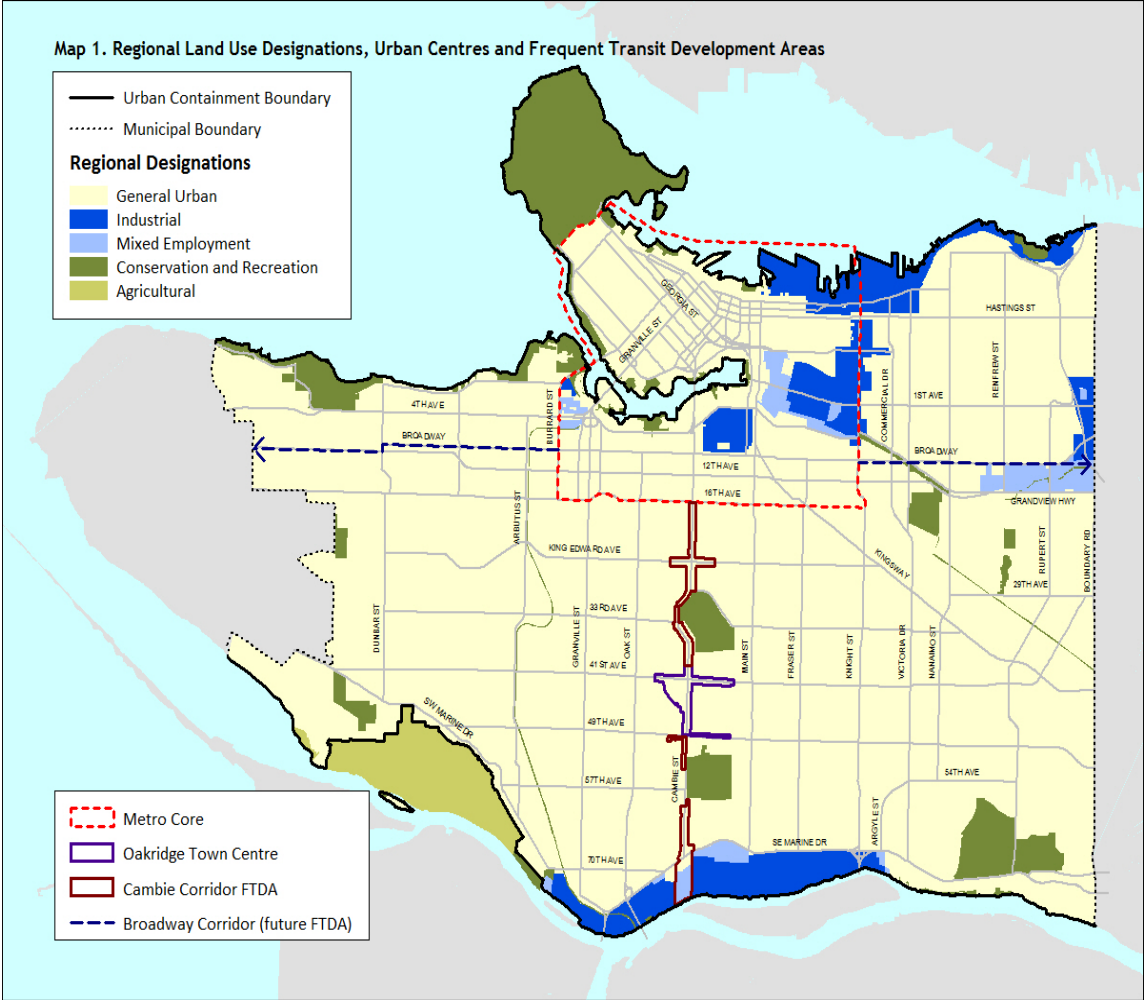 Map 1. Regional Land Use Designations, Urban Centres and Frequent Transit Development Areas
Urban Containment Boundary
Municipal Boundary
Regional Designations
General Urban
Industrial
Mixed Employment
Conservation and Recreation
Agricultural
GEORGIA ST
GRANVILLE ST
HASTINGS ST
RENFREW ST
COMMERCIAL DR
1ST AVE
4TH AVE
BURRARD ST
BROADWAY
BROADWAY
12TH AVE
16TH AVE
GRANDVIEW HWY
ARBUTUS ST
KING EDWARD AVE
KINGSWAY
RUPERT ST
BOUNDARY RD
29TH AVE
33RD AVE
DUNBAR ST
GRANVILLE ST
OAK ST
MAIN ST
FRASER ST
KNIGHT ST
VICTORIA DR
NANAIMO ST
41ST AVE
SW MARINE DR
49TH AVE
57TH AVE
CAMBIE ST
54TH AVE
ARGYLE ST
SE MARINE DR
70TH AVE
Metro Core
Oakridge Town Centre
Cambie Corridor FTDA
Broadway Corridor (future FTDA)